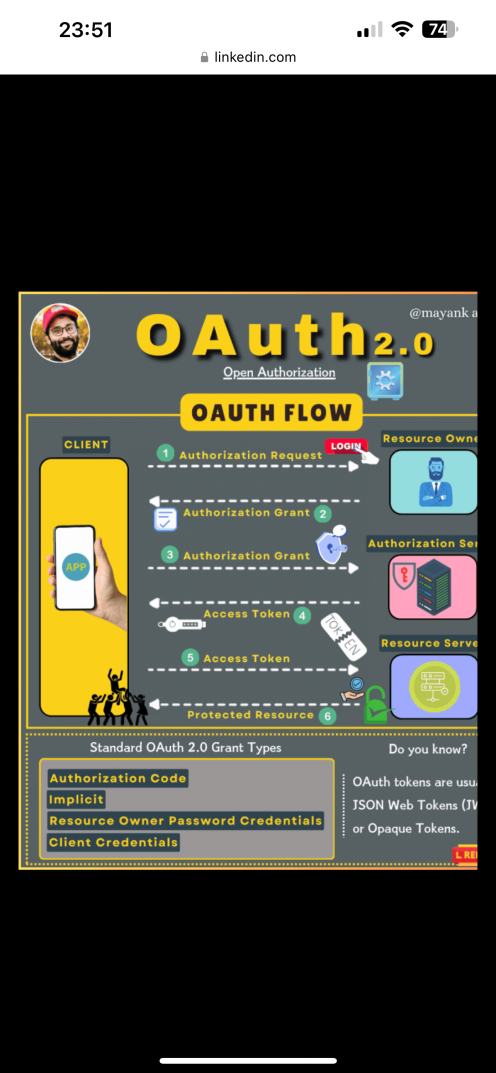 23:51
74
linkedin.com
@mayank a
OAuth 2.0
Open Authorization
OAUTH FLOW
CLIENT
LOGIN
Resource Owne
1 Authorization Request
Authorization Grant 2
APP
3 Authorization Grant
Authorization Ser
Access Token 4
TOKEN
5 Access Token
Resource Serve
Protected Resource 6
Standard OAuth 2.0 Grant Types
Authorization Code
Implicit
Resource Owner Password Credentials
Client Credentials
Do you know?
OAuth tokens are usua
JSON Web Tokens (JW
or Opaque Tokens.
L RE